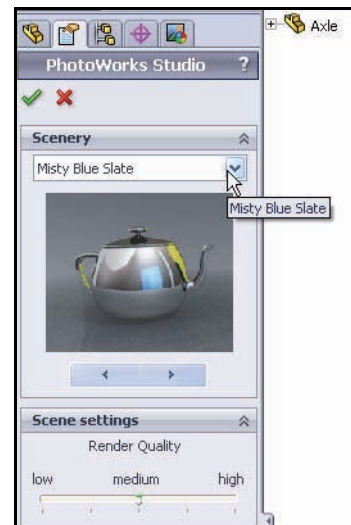 Axle
PhotoWorks Studio ?
Scenery
Misty Blue Slate
Misty Blue Slate
Scene settings
Render Quality
low medium high